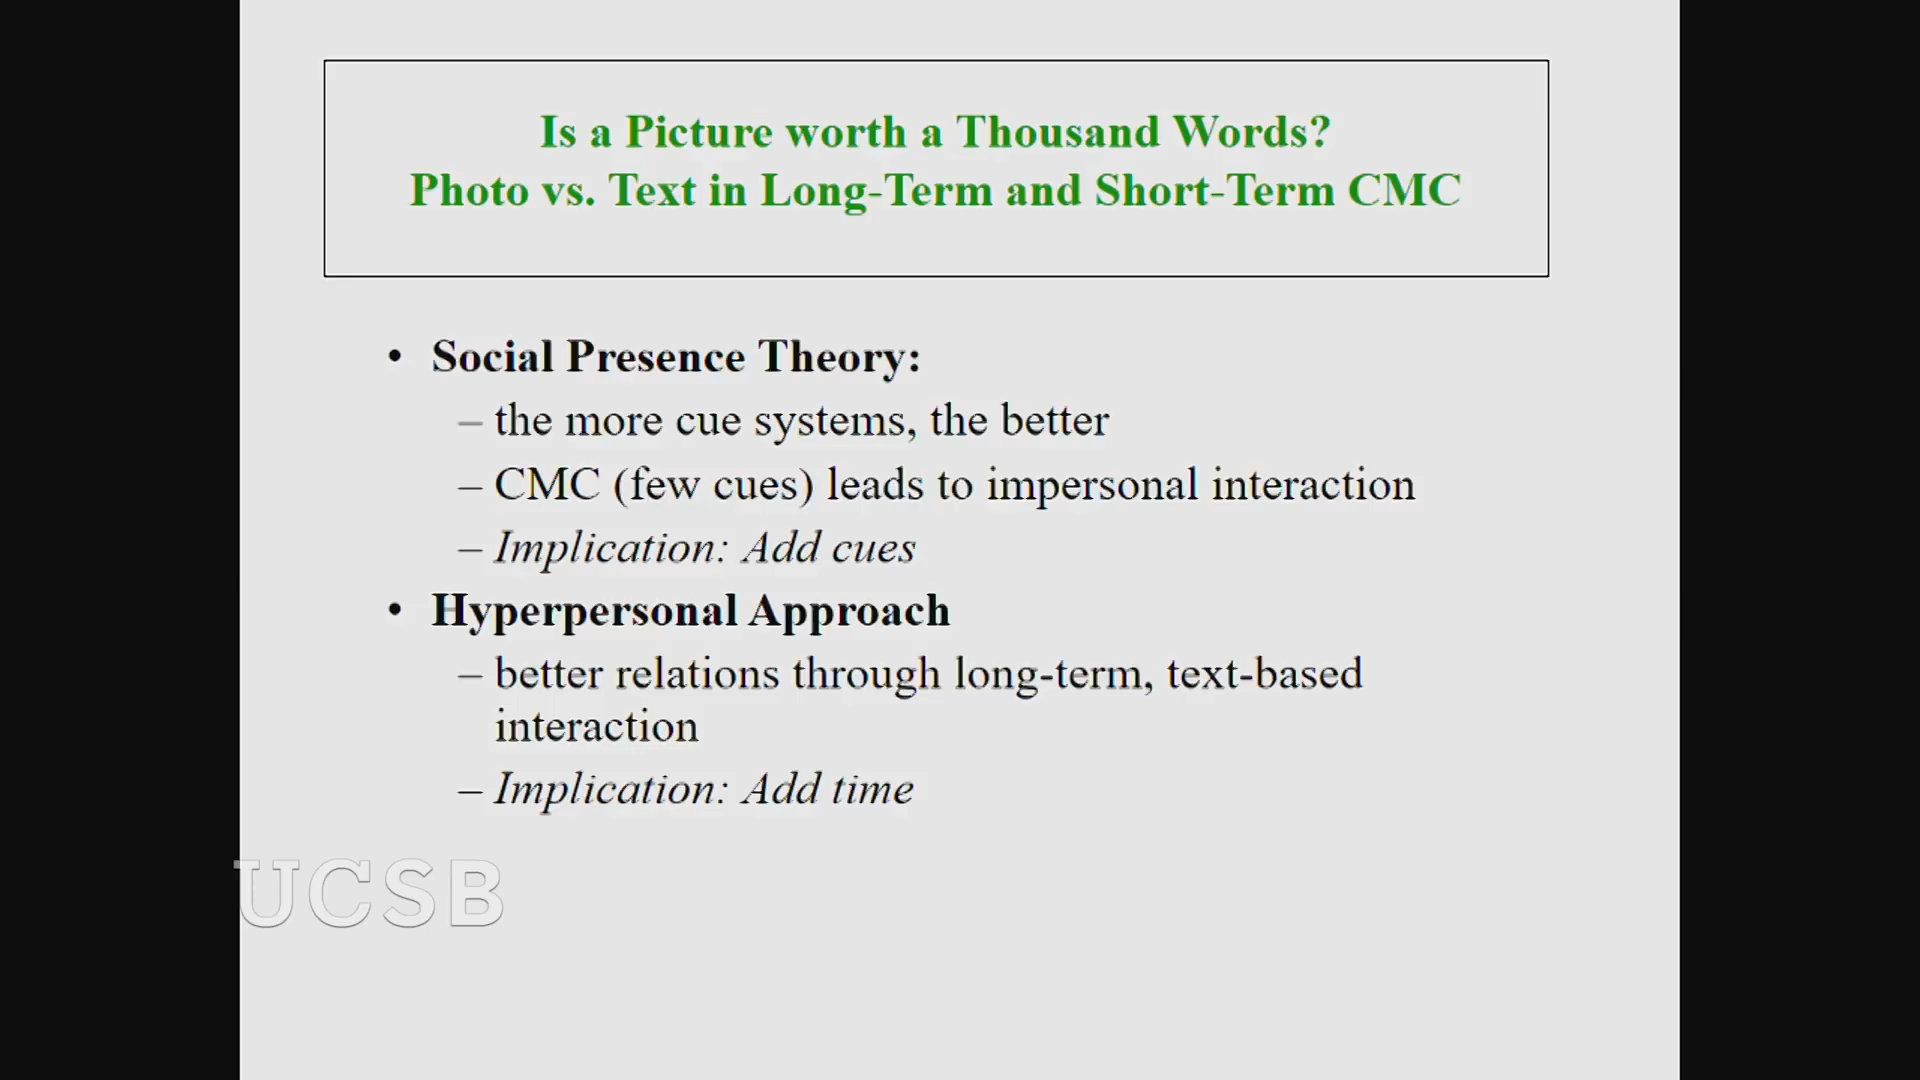 Is a Picture worth a Thousand Words?
Photo vs. Text in Long-Term and Short-Term CMC
• Social Presence Theory:
– the more cue systems, the better
– CMC (few cues) leads to impersonal interaction
– Implication: Add cues
• Hyperpersonal Approach
– better relations through long-term, text-based
interaction
– Implication: Add time
UCSB